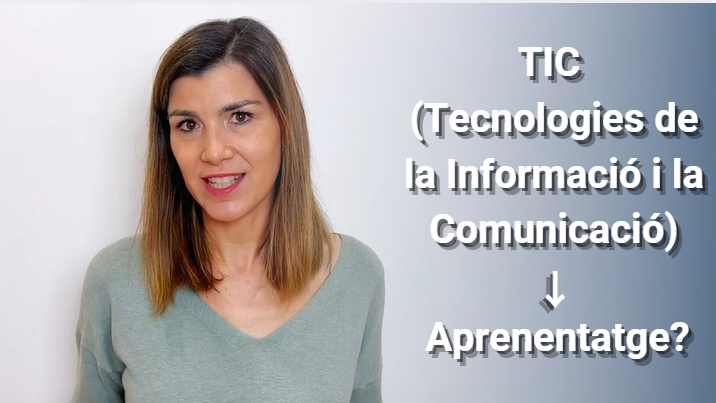 TIC
(Tecnologies de
la Informació i la
Comunicació)
↓
Aprenentatge?